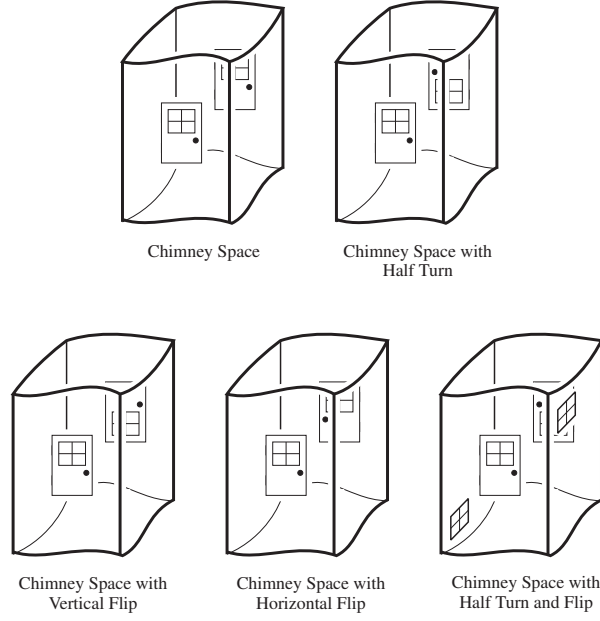 Chimney Space
Chimney Space with
Half Turn
Chimney Space with
Vertical Flip
Chimney Space with
Horizontal Flip
Chimney Space with
Half Turn and Flip